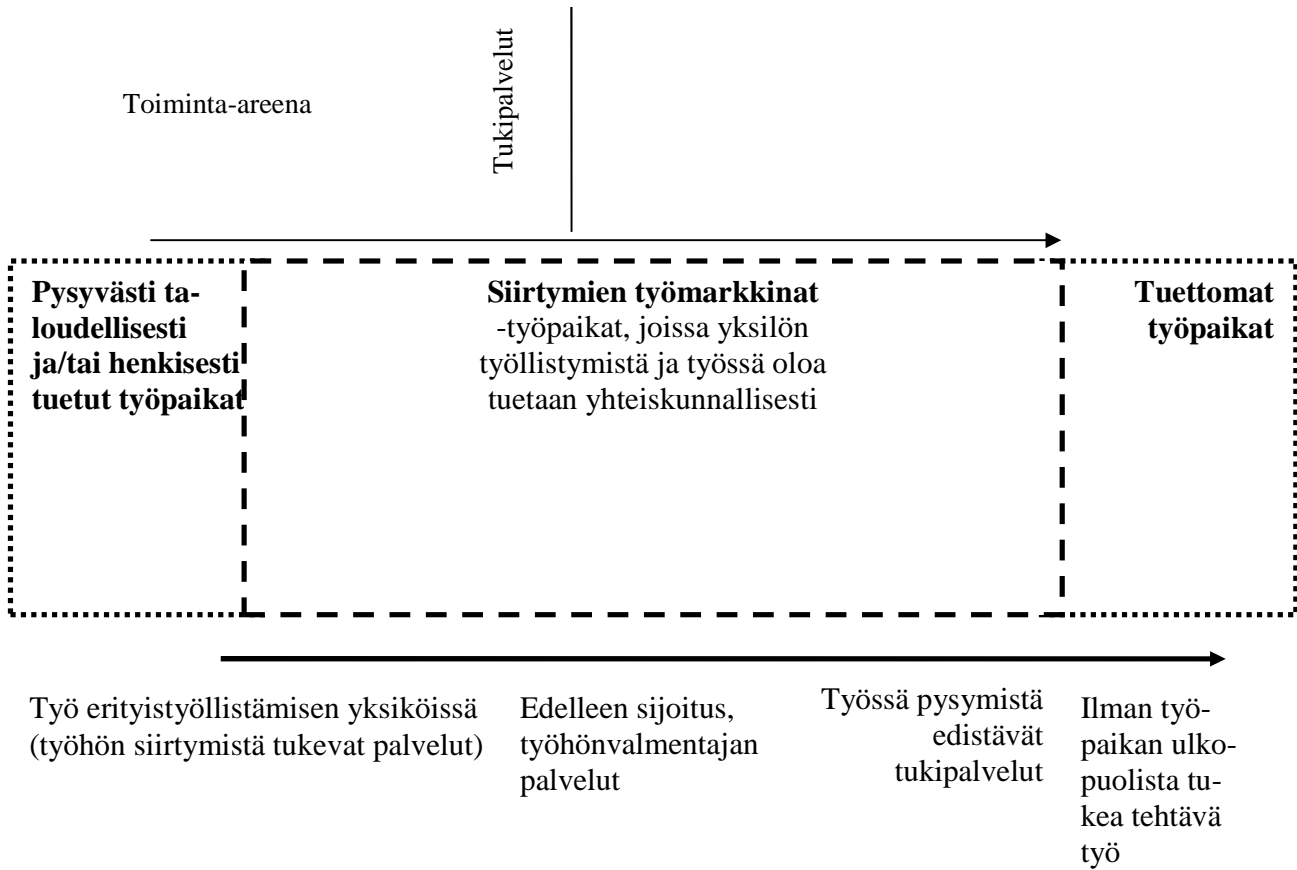 Tukipalvelut
Toiminta-areena
Pysyvästi ta-
loudellisesti
ja/tai henkisesti
tuetut työpaikat
Siirtymien työmarkkinat
-työpaikat, joissa yksilön
työllistymistä ja työssä oloa
tuetaan yhteiskunnallisesti
Tuettomat
työpaikat
Työ erityistyöllistämisen yksiköissä
(työhön siirtymistä tukevat palvelut)
Edelleen sijoitus,
työhönvalmentajan
palvelut
Työssä pysymistä
edistävät
tukipalvelut
Ilman työ-
paikan ulko-
puolista tu-
kea tehtävä
työ